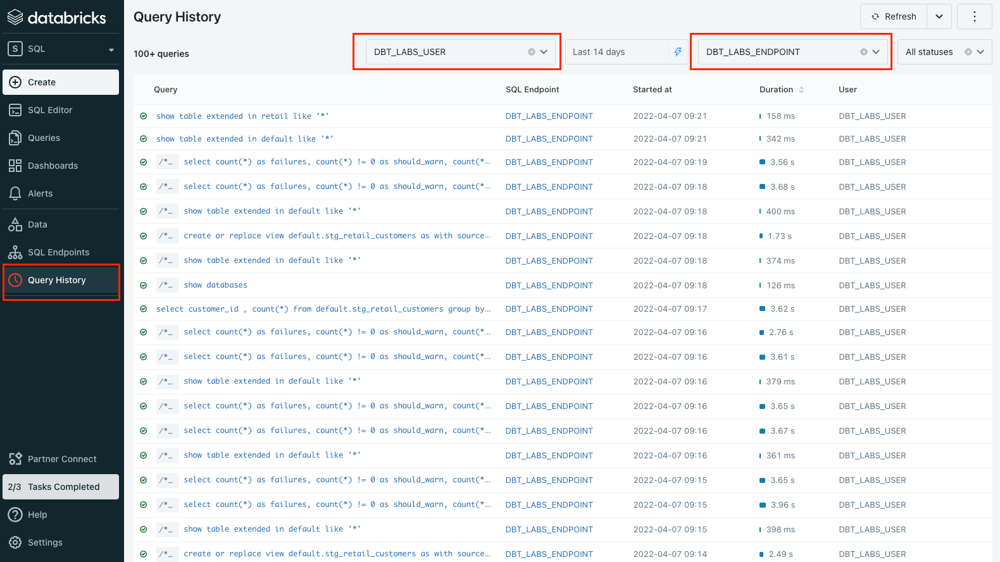 databricks
S SQL
Create
SQL Editor
Queries
Dashboards
Alerts
Data
SQL Endpoints
Query History
Partner Connect
2/3 Tasks Completed
Help
Settings
Query History
Refresh
100+ queries
DBT_LABS_USER
Last 14 days
DBT_LABS_ENDPOINT
All statuses
Query SQL Endpoint Started at Duration User
show table extended in retail like '*' DBT_LABS_ENDPOINT 2022-04-07 09:21 158 ms DBT_LABS_USER
show table extended in default like '*' DBT_LABS_ENDPOINT 2022-04-07 09:21 342 ms DBT_LABS_USER
/*… select count(*) as failures, count(*) != 0 as should_warn, count(*… DBT_LABS_ENDPOINT 2022-04-07 09:19 3.56 s DBT_LABS_USER
/*… select count(*) as failures, count(*) != 0 as should_warn, count(*… DBT_LABS_ENDPOINT 2022-04-07 09:18 3.68 s DBT_LABS_USER
/*… show table extended in default like '*' DBT_LABS_ENDPOINT 2022-04-07 09:18 400 ms DBT_LABS_USER
/*… create or replace view default.stg_retail_customers as with source… DBT_LABS_ENDPOINT 2022-04-07 09:18 1.73 s DBT_LABS_USER
/*… show table extended in default like '*' DBT_LABS_ENDPOINT 2022-04-07 09:18 374 ms DBT_LABS_USER
/*… show databases DBT_LABS_ENDPOINT 2022-04-07 09:18 126 ms DBT_LABS_USER
select customer_id , count(*) from default.stg_retail_customers group by… DBT_LABS_ENDPOINT 2022-04-07 09:17 3.62 s DBT_LABS_USER
/*… select count(*) as failures, count(*) != 0 as should_warn, count(*… DBT_LABS_ENDPOINT 2022-04-07 09:16 2.76 s DBT_LABS_USER
/*… select count(*) as failures, count(*) != 0 as should_warn, count(*… DBT_LABS_ENDPOINT 2022-04-07 09:16 3.61 s DBT_LABS_USER
/*… show table extended in default like '*' DBT_LABS_ENDPOINT 2022-04-07 09:16 379 ms DBT_LABS_USER
/*… select count(*) as failures, count(*) != 0 as should_warn, count(*… DBT_LABS_ENDPOINT 2022-04-07 09:16 3.65 s DBT_LABS_USER
/*… select count(*) as failures, count(*) != 0 as should_warn, count(*… DBT_LABS_ENDPOINT 2022-04-07 09:16 3.67 s DBT_LABS_USER
/*… show table extended in default like '*' DBT_LABS_ENDPOINT 2022-04-07 09:16 361 ms DBT_LABS_USER
/*… select count(*) as failures, count(*) != 0 as should_warn, count(*… DBT_LABS_ENDPOINT 2022-04-07 09:15 3.65 s DBT_LABS_USER
/*… select count(*) as failures, count(*) != 0 as should_warn, count(*… DBT_LABS_ENDPOINT 2022-04-07 09:15 3.96 s DBT_LABS_USER
/*… show table extended in default like '*' DBT_LABS_ENDPOINT 2022-04-07 09:15 398 ms DBT_LABS_USER
/*… create or replace view default.stg_retail_customers as with source… DBT_LABS_ENDPOINT 2022-04-07 09:14 2.49 s DBT_LABS_USER